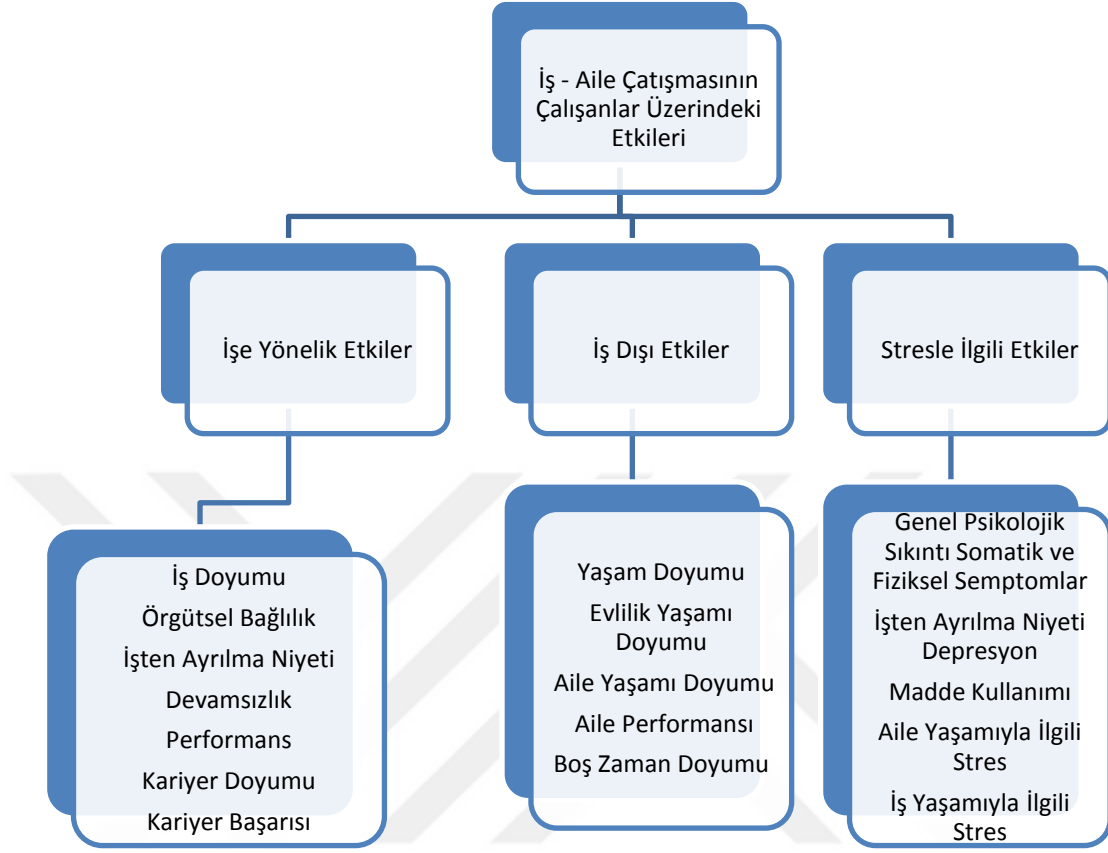 İş - Aile Çatışmasının
Çalışanlar Üzerindeki
Etkileri
İşe Yönelik Etkiler
İş Dışı Etkiler
Stresle İlgili Etkiler
İş Doyumu
Örgütsel Bağlılık
İşten Ayrılma Niyeti
Devamsızlık
Performans
Kariyer Doyumu
Kariyer Başarısı
Yaşam Doyumu
Evlilik Yaşamı
Doyumu
Aile Yaşamı Doyumu
Aile Performansı
Boş Zaman Doyumu
Genel Psikolojik
Sıkıntı Somatik ve
Fiziksel Semptomlar
İşten Ayrılma Niyeti
Depresyon
Madde Kullanımı
Aile Yaşamıyla İlgili
Stres
İş Yaşamıyla İlgili
Stres